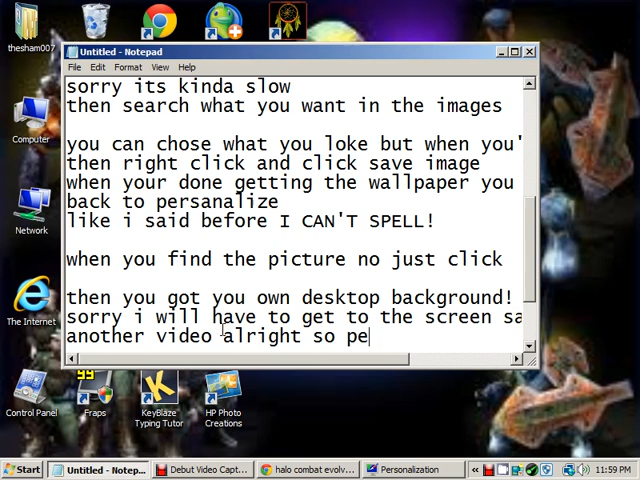 thesham007
Untitled - Notepad
File Edit Format View Help
sorry its kinda slow
then search what you want in the images
you can chose what you loke but when you'
then right click and click save image
when your done getting the wallpaper you
back to persanalize
like i said before I CAN'T SPELL!
when you find the picture no just click
then you got you own desktop background!
sorry i will have to get to the screen sa
another video alright so pe
Computer
Network
The Internet
Control Panel
99
Fraps
KeyBlaze
Typing Tutor
HP Photo
Creations
Start
Untitled - Notep...
Debut Video Capt...
halo combat evolv...
Personalization
«
11:59 PM